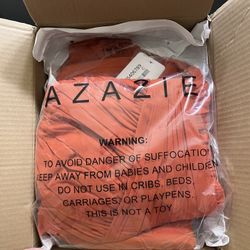 AZAZIE
WARNING:
TO AVOID DANGER OF SUFFOCATION
KEEP AWAY FROM BABIES AND CHILDREN
DO NOT USE IN CRIBS, BEDS,
CARRIAGES, OR PLAYPENS,
THIS IS NOT A TOY